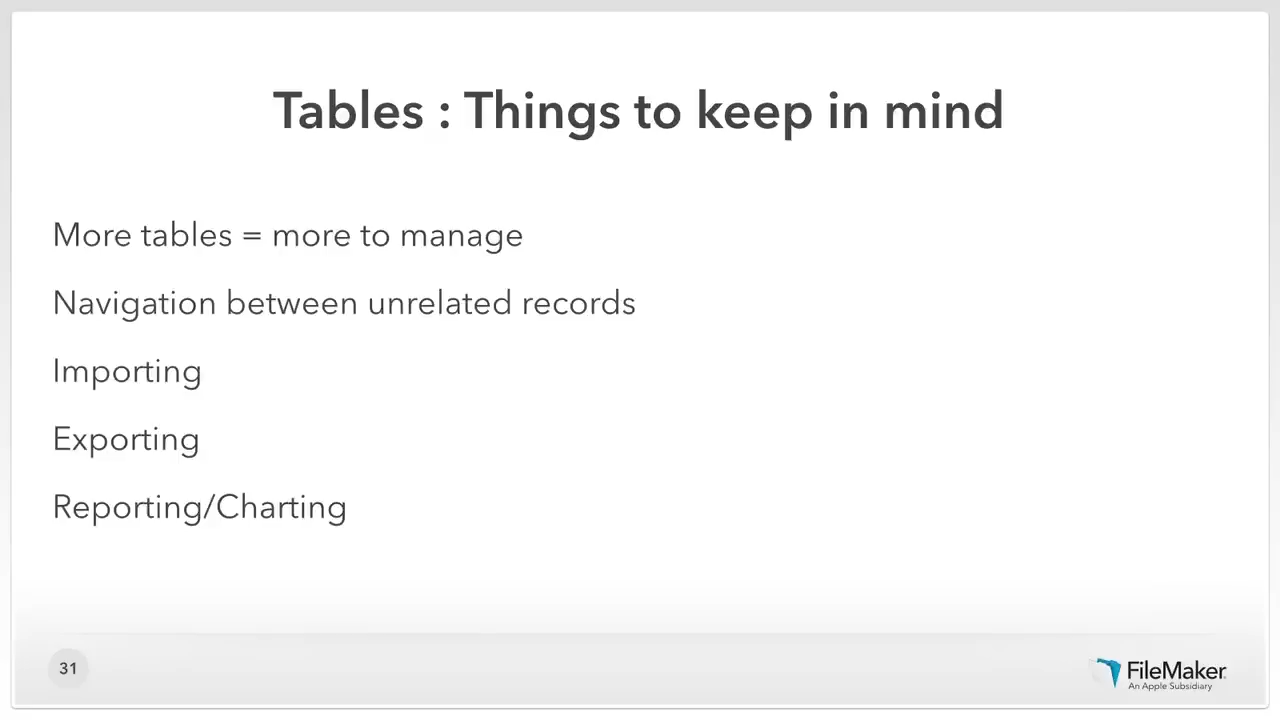 Tables : Things to keep in mind
More tables = more to manage
Navigation between unrelated records
Importing
Exporting
Reporting/Charting
31
FileMaker
An Apple Subsidiary